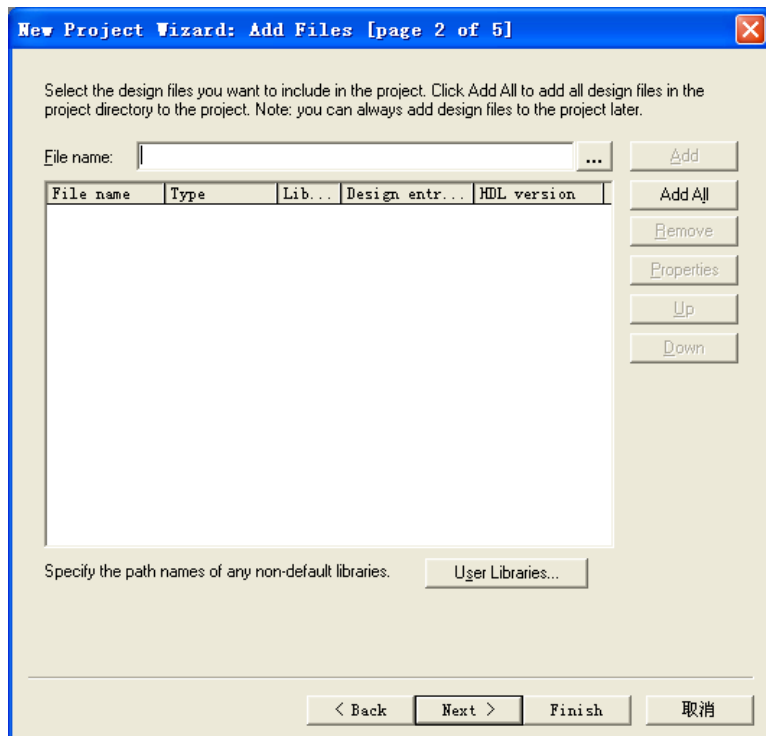 New Project Wizard: Add Files [page 2 of 5]
Select the design files you want to include in the project. Click Add All to add all design files in the
project directory to the project. Note: you can always add design files to the project later.
File name: ... Add
File name Type Lib... Design entr... HDL version Add All
Remove
Properties
Up
Down
Specify the path names of any non-default libraries. User Libraries...
< Back Next > Finish 取消